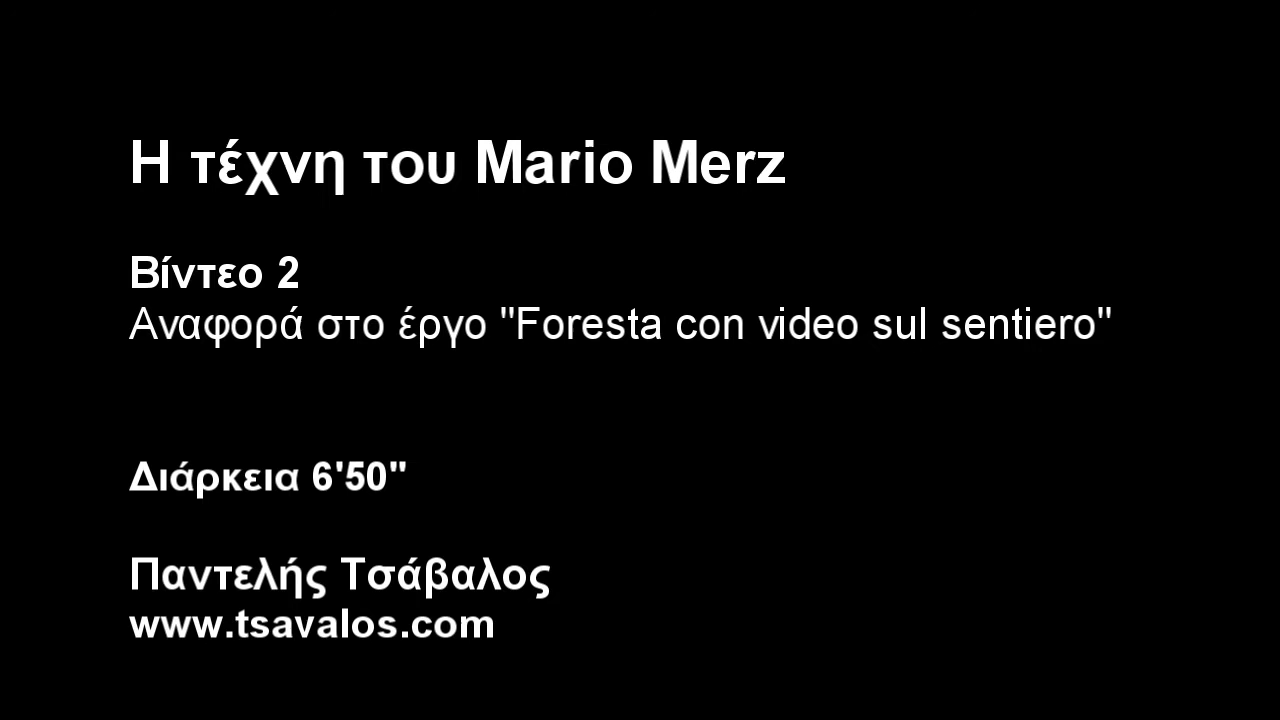 Η τέχνη του Mario Merz
Βίντεο 2
Αναφορά στο έργο "Foresta con video sul sentiero"
Διάρκεια 6'50"
Παντελής Τσάβαλος
www.tsavalos.com